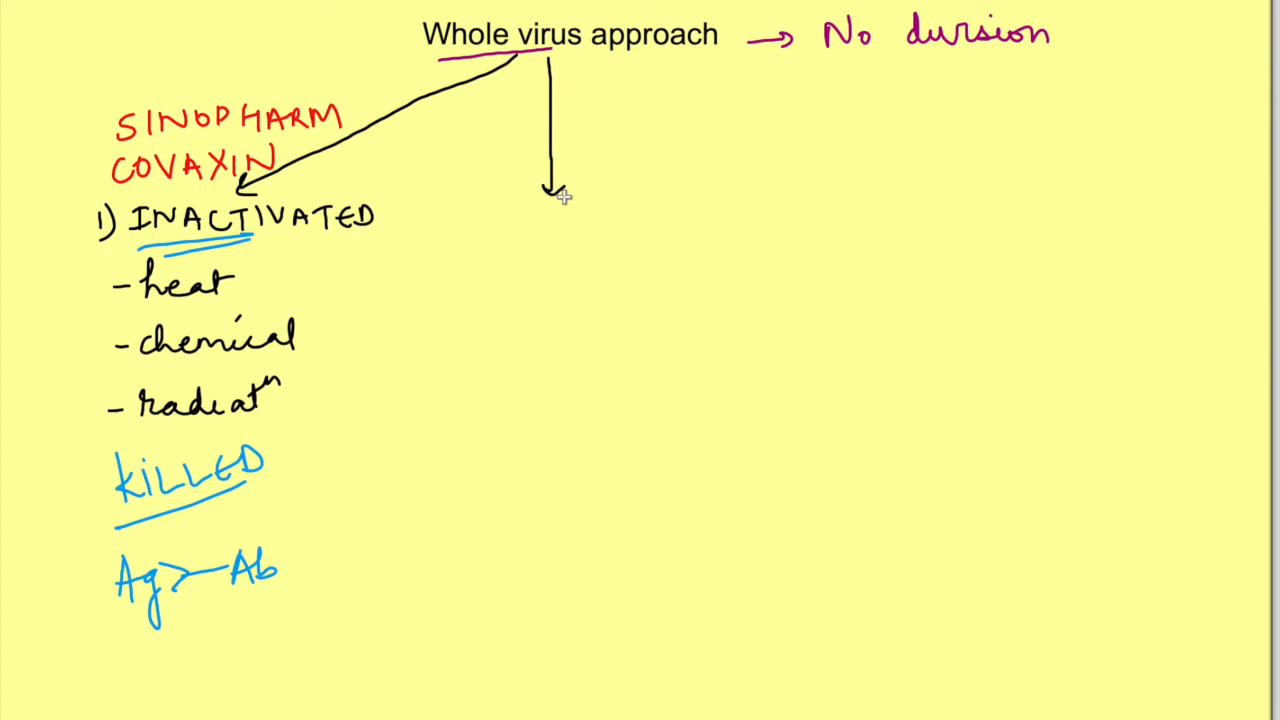 Whole virus approach → No division
SINOPHARM
COVAXIN
1) INACTIVATED
- heat
- chemical
- radiatⁿ
KILLED
Ag >— Ab